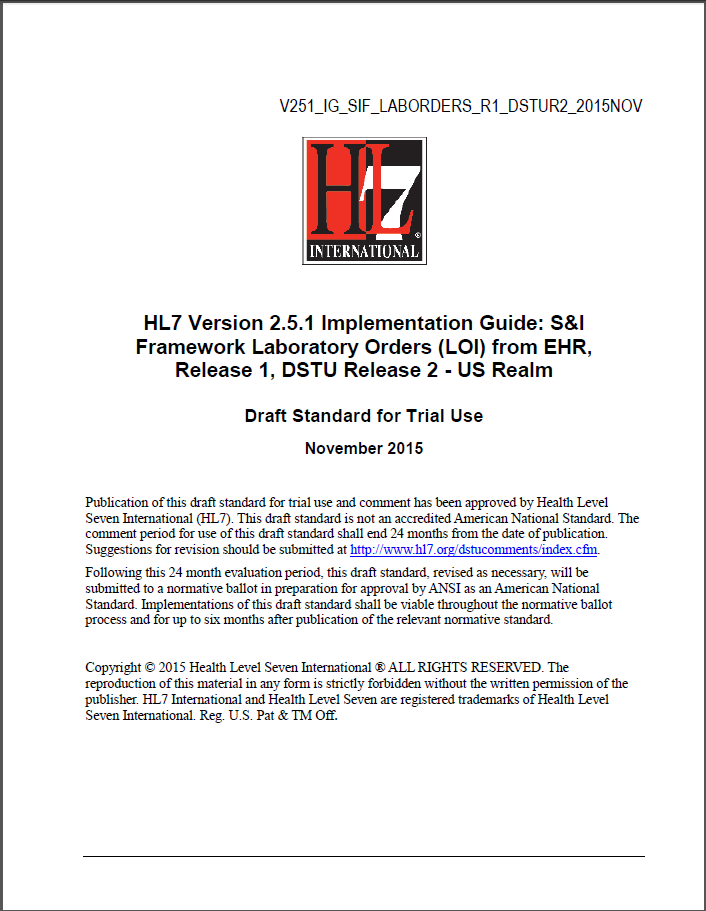 V251_IG_SIF_LABORDERS_R1_DSTUR2_2015NOV
HL7
®
INTERNATIONAL
HL7 Version 2.5.1 Implementation Guide: S&I
Framework Laboratory Orders (LOI) from EHR,
Release 1, DSTU Release 2 - US Realm
Draft Standard for Trial Use
November 2015
Publication of this draft standard for trial use and comment has been approved by Health Level
Seven International (HL7). This draft standard is not an accredited American National Standard. The
comment period for use of this draft standard shall end 24 months from the date of publication.
Suggestions for revision should be submitted at http://www.hl7.org/dstucomments/index.cfm.
Following this 24 month evaluation period, this draft standard, revised as necessary, will be
submitted to a normative ballot in preparation for approval by ANSI as an American National
Standard. Implementations of this draft standard shall be viable throughout the normative ballot
process and for up to six months after publication of the relevant normative standard.
Copyright © 2015 Health Level Seven International ® ALL RIGHTS RESERVED. The
reproduction of this material in any form is strictly forbidden without the written permission of the
publisher. HL7 International and Health Level Seven are registered trademarks of Health Level
Seven International. Reg. U.S. Pat & TM Off.